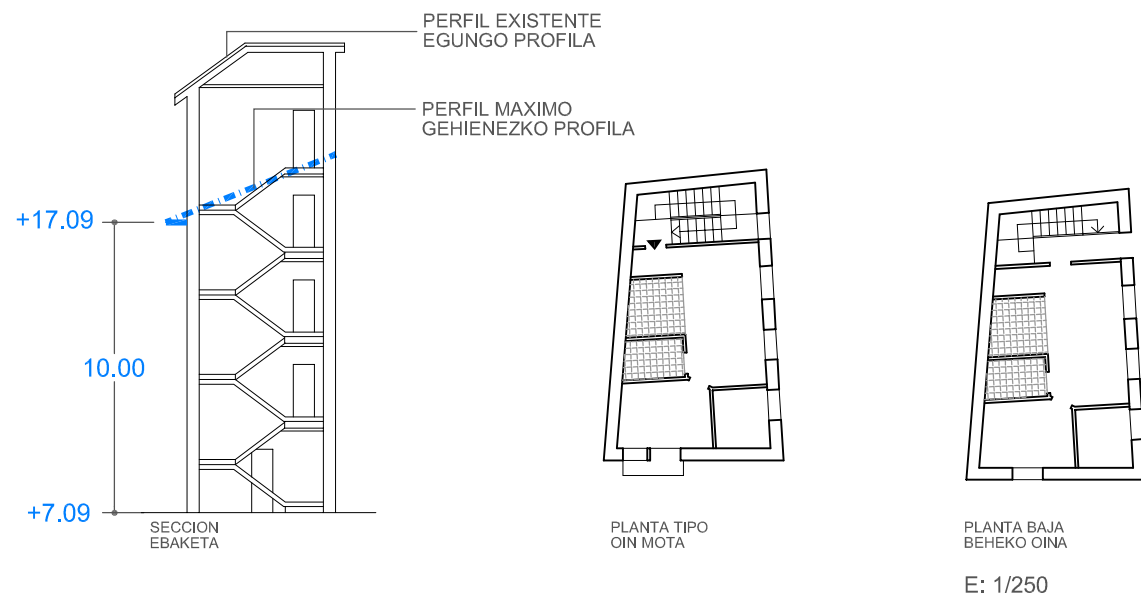 PERFIL EXISTENTE
EGUNGO PROFILA
PERFIL MAXIMO
GEHIENEZKO PROFILA
+17.09
10.00
+7.09
SECCION
EBAKETA
PLANTA TIPO
OIN MOTA
PLANTA BAJA
BEHEKO OINA
E: 1/250